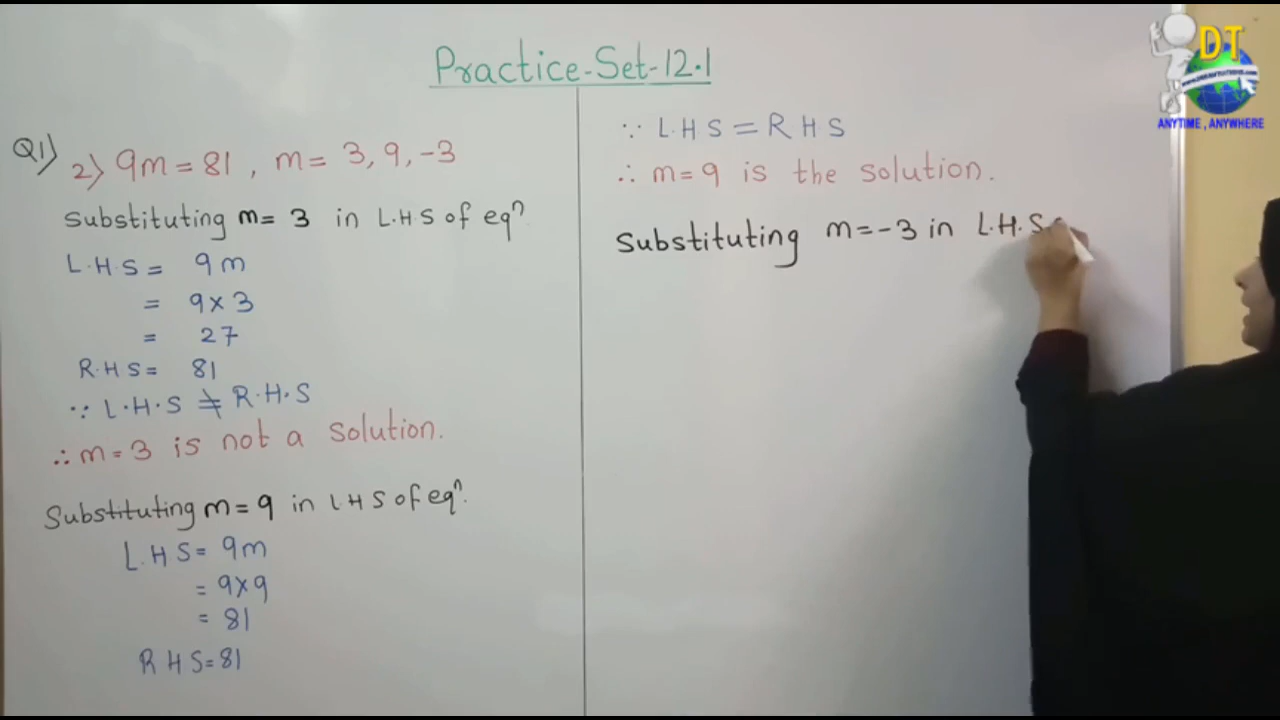 Practice-Set-12.1
Q1)
2) 9m = 81 , m = 3, 9, -3
Substituting m = 3 in L.H.S of eqⁿ.
L.H.S = 9m
= 9 × 3
= 27
R.H.S = 81
∵ L.H.S ≠ R.H.S
∴ m = 3 is not a solution.
Substituting m = 9 in L.H.S of eqⁿ.
L.H.S = 9m
= 9×9
= 81
R H S = 81
∵ L.H.S = R.H.S
∴ m = 9 is the solution.
Substituting m = -3 in L.H.S
DT
ANYTIME , ANYWHERE